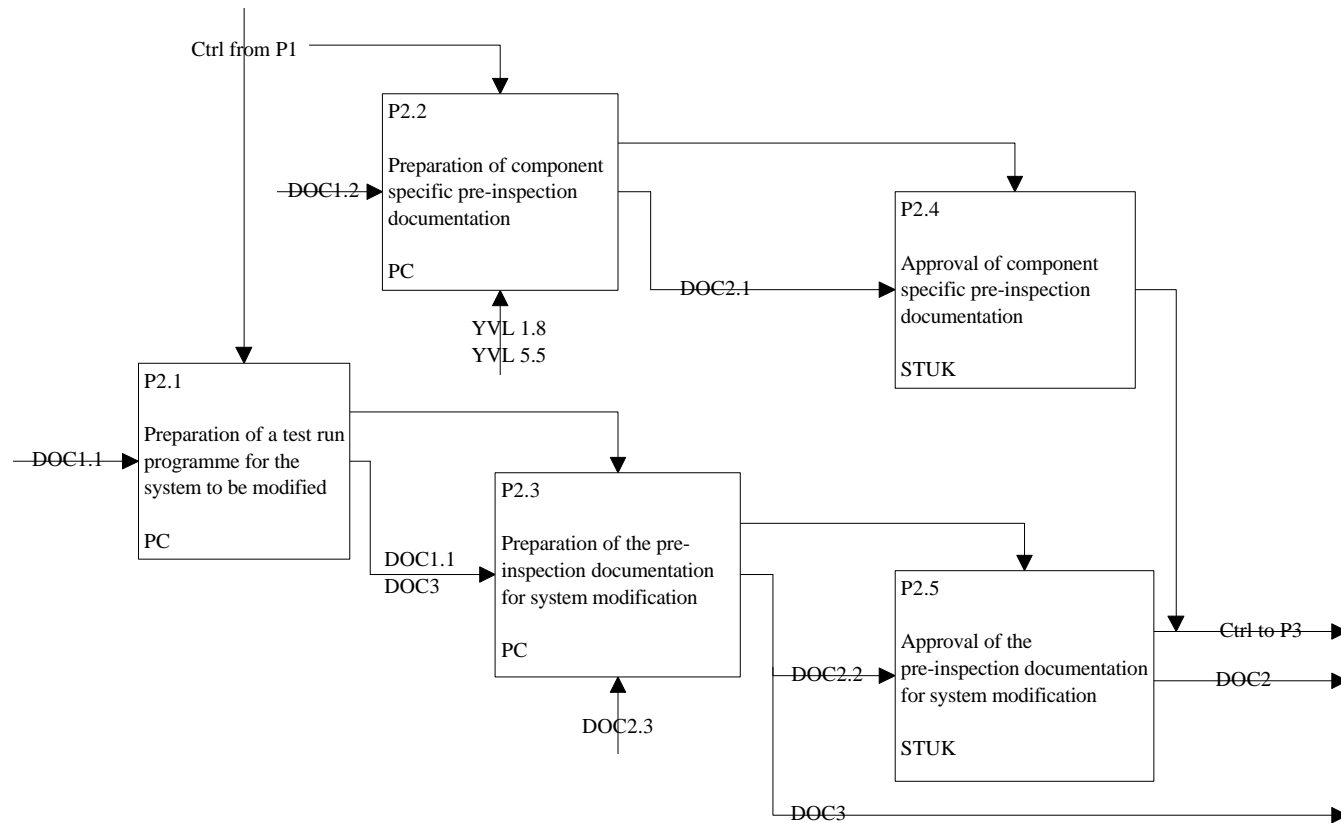 Ctrl from P1
P2.2
Preparation of component
specific pre-inspection
documentation
PC
DOC1.2
YVL 1.8
YVL 5.5
DOC2.1
P2.4
Approval of component
specific pre-inspection
documentation
STUK
P2.1
Preparation of a test run
programme for the
system to be modified
PC
DOC1.1
DOC1.1
DOC3
P2.3
Preparation of the pre-
inspection documentation
for system modification
PC
DOC2.3
DOC2.2
P2.5
Approval of the
pre-inspection documentation
for system modification
STUK
Ctrl to P3
DOC2
DOC3